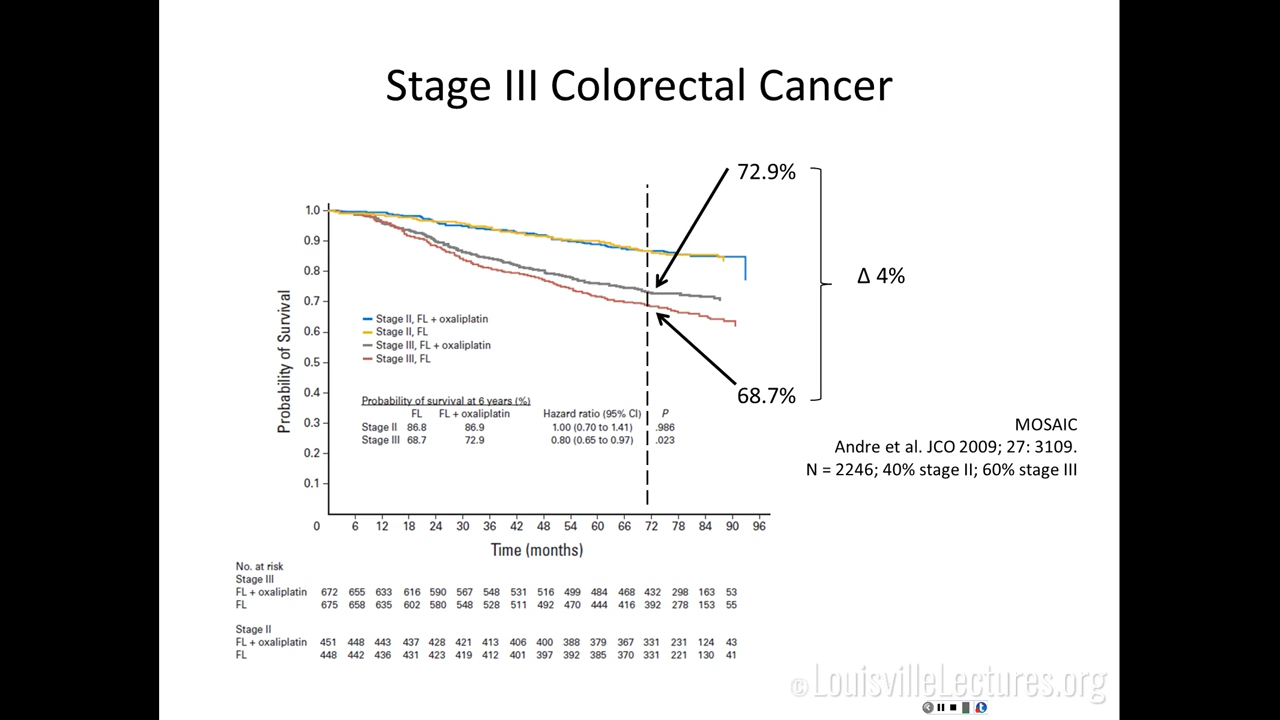 Stage III Colorectal Cancer
72.9%
Δ 4%
68.7%
Probability of Survival
1.0
0.9
0.8
0.7
0.6
0.5
0.4
0.3
0.2
0.1
Stage II, FL + oxaliplatin
Stage II, FL
Stage III, FL + oxaliplatin
Stage III, FL
Probability of survival at 6 years (%)
FL FL + oxaliplatin Hazard ratio (95% CI) P
Stage II 86.8 86.9 1.00 (0.70 to 1.41) .986
Stage III 68.7 72.9 0.80 (0.65 to 0.97) .023
0 6 12 18 24 30 36 42 48 54 60 66 72 78 84 90 96
Time (months)
MOSAIC
Andre et al. JCO 2009; 27: 3109.
N = 2246; 40% stage II; 60% stage III
No. at risk
Stage III
FL + oxaliplatin 672 655 633 616 590 567 548 531 516 499 484 468 432 298 163 53
FL 675 658 635 602 580 548 528 511 492 470 444 416 392 278 153 55
Stage II
FL + oxaliplatin 451 448 443 437 428 421 413 406 400 388 379 367 331 231 124 43
FL 448 442 436 431 423 419 412 401 397 392 385 370 331 221 130 41
© LouisvilleLectures.org